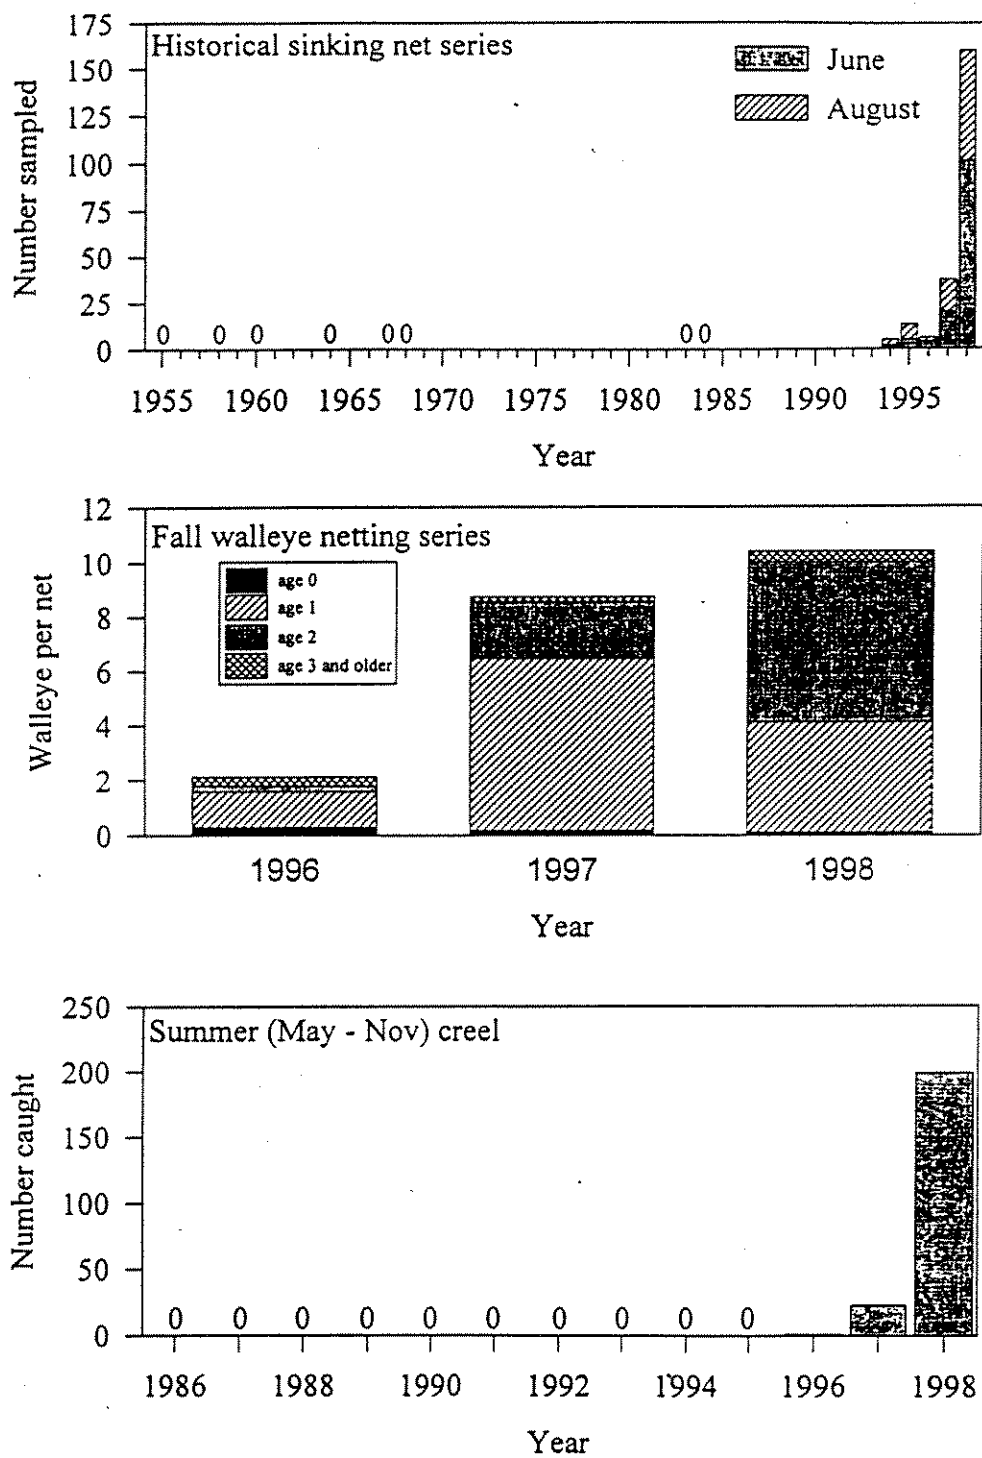 Historical sinking net series
June
August
Number sampled
175
150
125
100
75
50
25
0
0 0 0 0 0 0 0 0
1955 1960 1965 1970 1975 1980 1985 1990 1995
Year
Fall walleye netting series
age 0
age 1
age 2
age 3 and older
Walleye per net
12
10
8
6
4
2
0
1996 1997 1998
Year
Summer (May - Nov) creel
Number caught
250
200
150
100
50
0
0 0 0 0 0 0 0 0 0 0
1986 1988 1990 1992 1994 1996 1998
Year